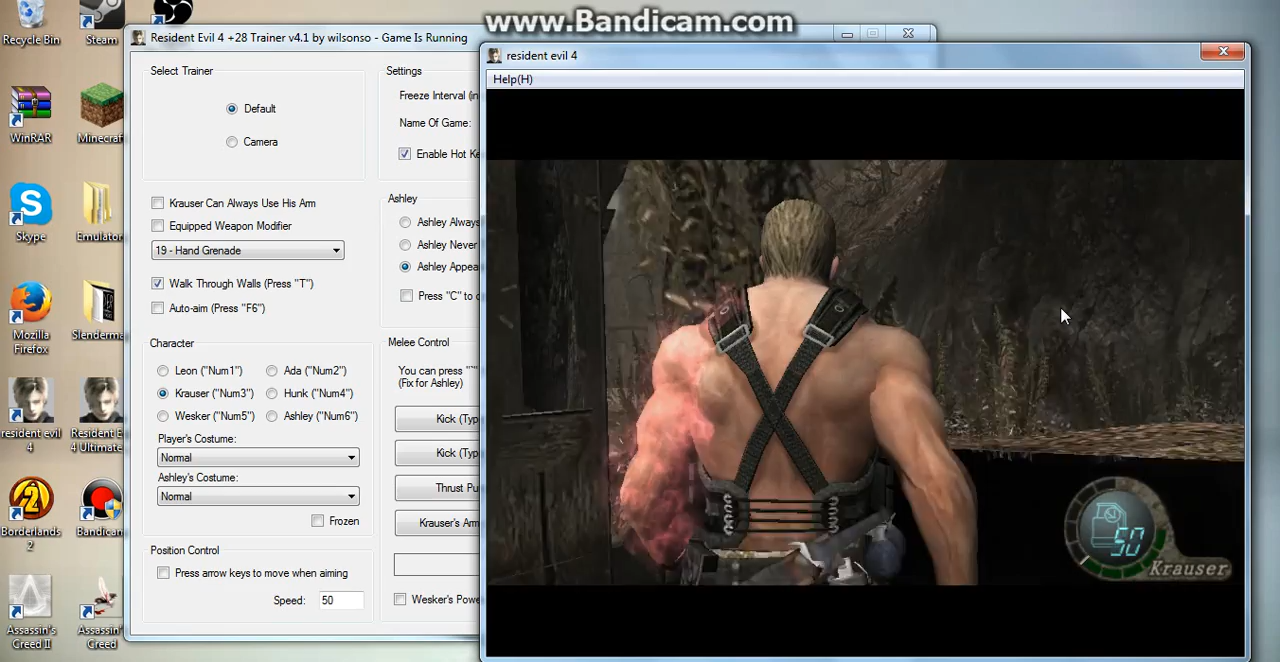 www.Bandicam.com
Recycle Bin
Steam
WinRAR
Minecraft
Skype
Emulator
Mozilla
Firefox
Slenderma
resident evil
4
Resident E
4 Ultimate
Borderlands
2
Bandican
Assassin's
Creed II
Assassin'
Creed
Resident Evil 4 +28 Trainer v4.1 by wilsonso - Game Is Running
Select Trainer
Default
Camera
Krauser Can Always Use His Arm
Equipped Weapon Modifier
19 - Hand Grenade
Walk Through Walls (Press "T")
Auto-aim (Press "F6")
Character
Leon ("Num1")
Ada ("Num2")
Krauser ("Num3")
Hunk ("Num4")
Wesker ("Num5")
Ashley ("Num6")
Player's Costume:
Normal
Ashley's Costume:
Normal
Frozen
Position Control
Press arrow keys to move when aiming
Speed:
50
Settings
Freeze Interval (in
Name Of Game:
Enable Hot Ke
Ashley
Ashley Always
Ashley Never
Ashley Appea
Press "C" to c
Melee Control
You can press "`"
(Fix for Ashley)
Kick (Typ
Kick (Typ
Thrust Pu
Krauser's Arm
Wesker's Powe
resident evil 4
Help(H)
50
Krauser